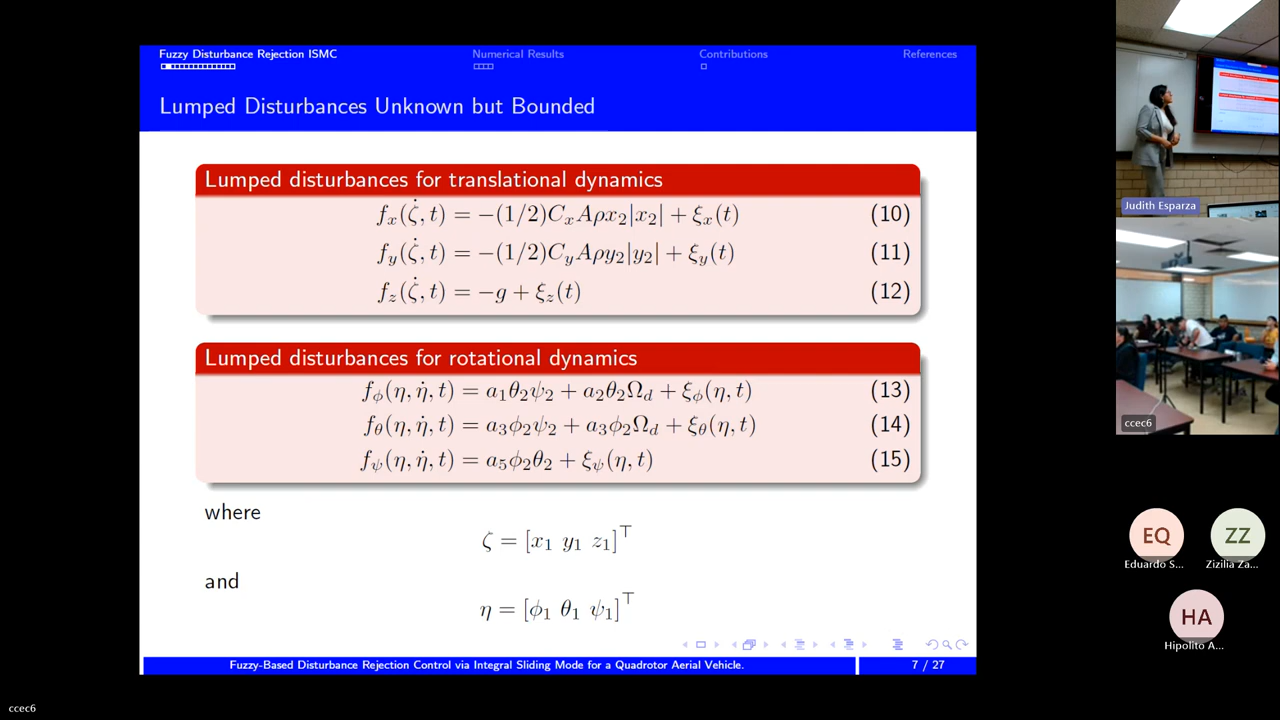 Fuzzy Disturbance Rejection ISMC
Numerical Results
Contributions
References
Lumped Disturbances Unknown but Bounded
Lumped disturbances for translational dynamics
f_x(ζ̇, t) = −(1/2)C_x Aρx_2|x_2| + ξ_x(t) (10)
f_y(ζ̇, t) = −(1/2)C_y Aρy_2|y_2| + ξ_y(t) (11)
f_z(ζ̇, t) = −g + ξ_z(t) (12)
Lumped disturbances for rotational dynamics
f_ϕ(η, η̇, t) = a_1θ_2ψ_2 + a_2θ_2Ω_d + ξ_ϕ(η, t) (13)
f_θ(η, η̇, t) = a_3ϕ_2ψ_2 + a_3ϕ_2Ω_d + ξ_θ(η, t) (14)
f_ψ(η, η̇, t) = a_5ϕ_2θ_2 + ξ_ψ(η, t) (15)
where
ζ = [x_1 y_1 z_1]^⊤
and
η = [ϕ_1 θ_1 ψ_1]^⊤
Fuzzy-Based Disturbance Rejection Control via Integral Sliding Mode for a Quadrotor Aerial Vehicle.
7 / 27
Judith Esparza
ccec6
EQ
Eduardo S...
ZZ
Zizilia Za...
HA
Hipolito A...
ccec6